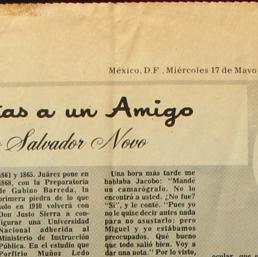 México, D.F., Miércoles 17 de Mayo
tas a un Amigo
Salvador Novo
1861 y 1865. Juárez pone en
1868, con la Preparatoria
de Gabino Barreda, la
primera piedra de lo que
solo en 1910 volverá con
Don Justo Sierra a con-
figurar una Universidad
Nacional adherida al
Ministerio de Instrucción
Pública. En el estudio que
Porfirio Muñoz Ledo
Una hora más tarde me
hablaba Jacobo: "Mandé
un camarógrafo. No lo
encontró a usted. ¿No fue?
"Sí", y le conté. "Pues yo
no le quise decir antes nada
para no asustarlo: pero
Miguel y yo estábamos
preocupados. Qué bueno
que todo salió bien. Voy a
dar una nota." Por lo visto,